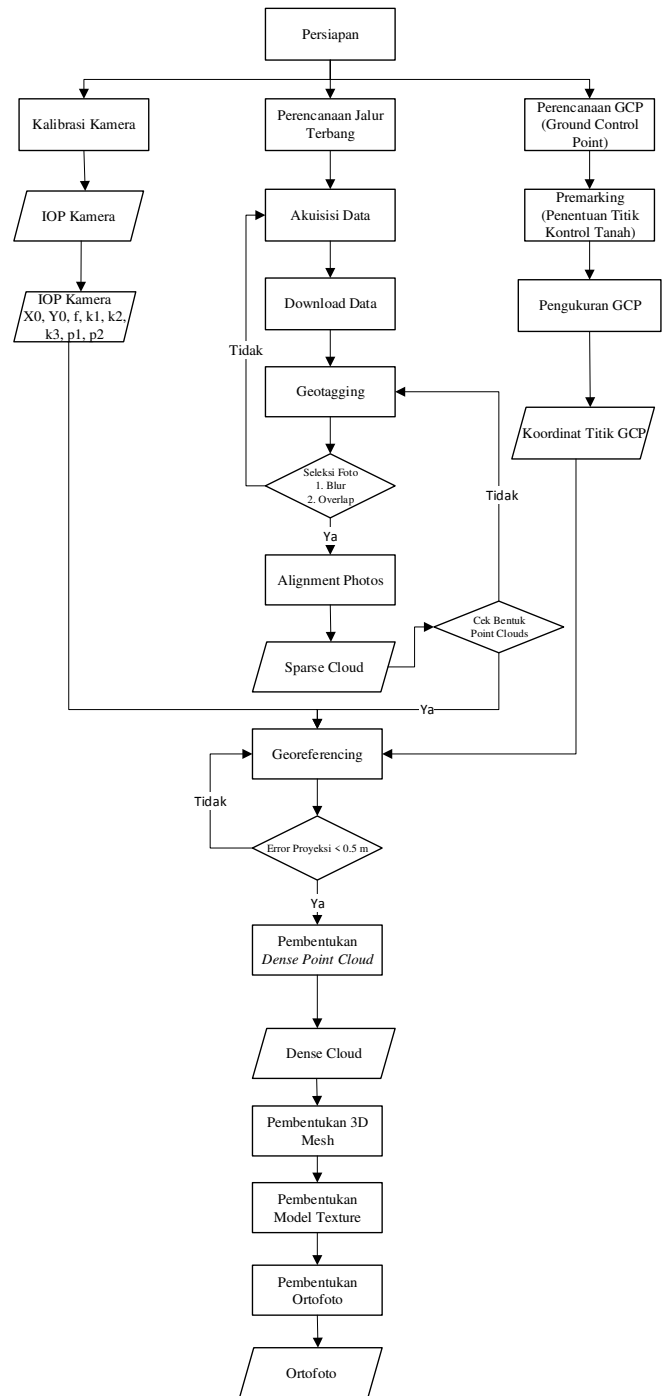 Persiapan
Kalibrasi Kamera
Perencanaan Jalur
Terbang
Perencanaan GCP
(Ground Control
Point)
IOP Kamera
Akuisisi Data
Premarking
(Penentuan Titik
Kontrol Tanah)
IOP Kamera
X0, Y0, f, k1, k2,
k3, p1, p2
Download Data
Pengukuran GCP
Tidak
Geotagging
Koordinat Titik GCP
Seleksi Foto
1. Blur
2. Overlap
Tidak
Ya
Alignment Photos
Cek Bentuk
Point Clouds
Sparse Cloud
Ya
Georeferencing
Tidak
Error Proyeksi < 0.5 m
Ya
Pembentukan
Dense Point Cloud
Dense Cloud
Pembentukan 3D
Mesh
Pembentukan
Model Texture
Pembentukan
Ortofoto
Ortofoto